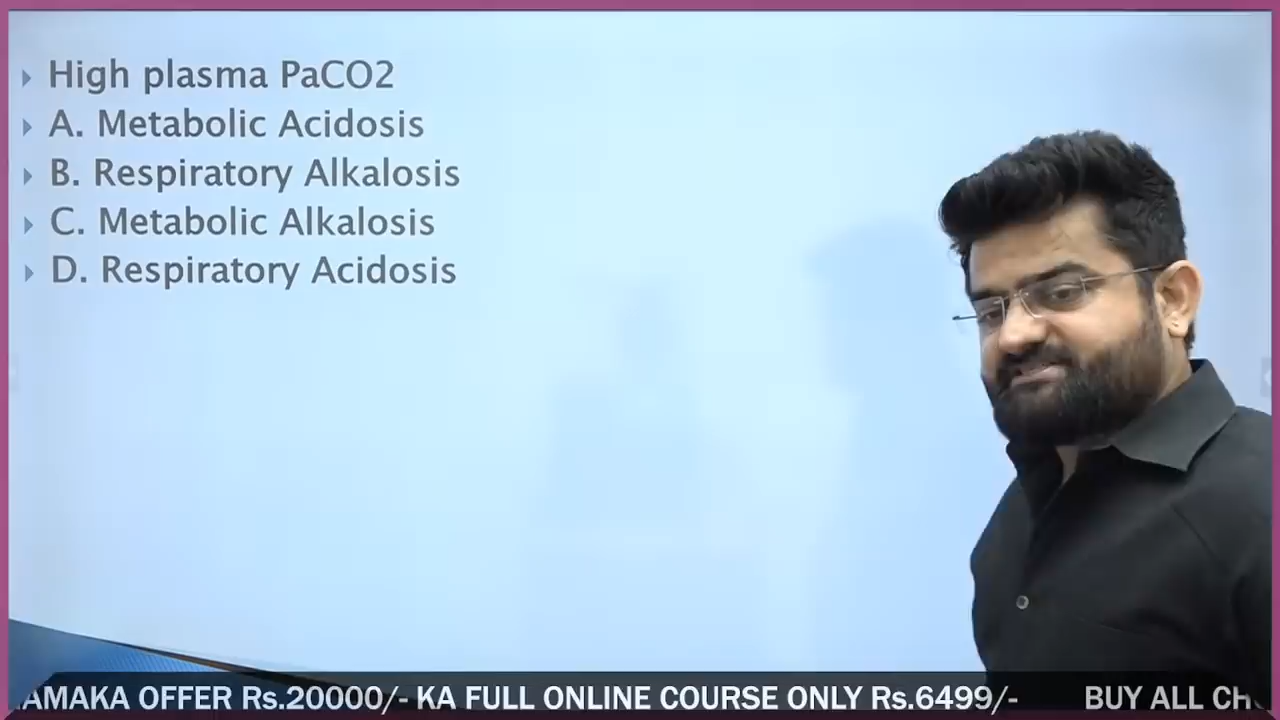 High plasma PaCO2
A. Metabolic Acidosis
B. Respiratory Alkalosis
C. Metabolic Alkalosis
D. Respiratory Acidosis
OFFER Rs.20000/- KA FULL ONLINE COURSE ONLY Rs.6499/- BUY ALL